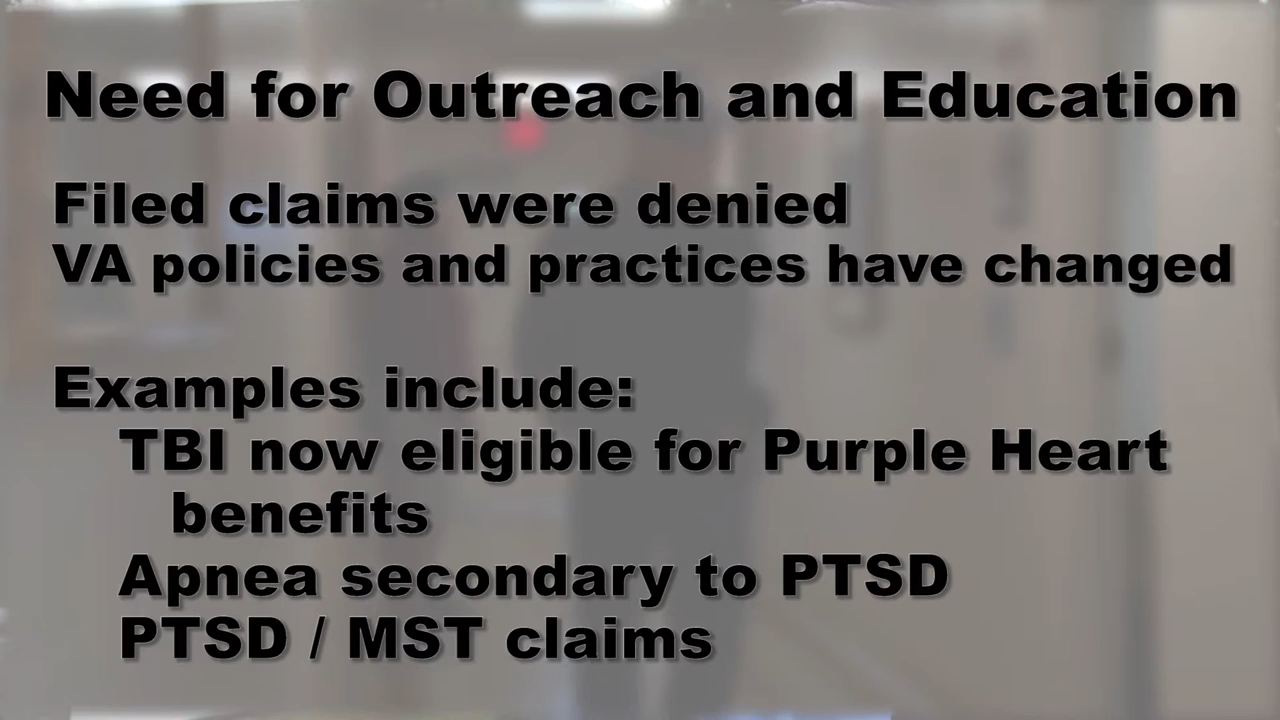 Need for Outreach and Education
Filed claims were denied
VA policies and practices have changed
Examples include:
TBI now eligible for Purple Heart
benefits
Apnea secondary to PTSD
PTSD / MST claims